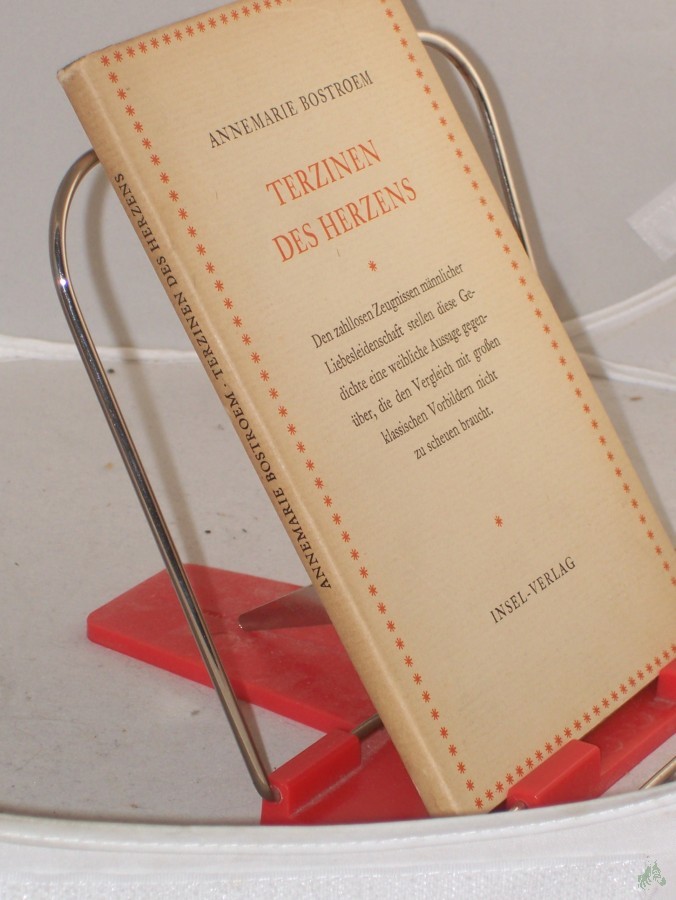 ANNEMARIE BOSTROEM
TERZINEN
DES HERZENS
*
Den zahllosen Zeugnissen männlicher
Liebesleidenschaft stellen diese Ge-
dichte eine weibliche Aussage gegen-
über, die den Vergleich mit großen
klassischen Vorbildern nicht
zu scheuen braucht.
*
INSEL-VERLAG
ANNEMARIE BOSTROEM · TERZINEN DES HERZENS